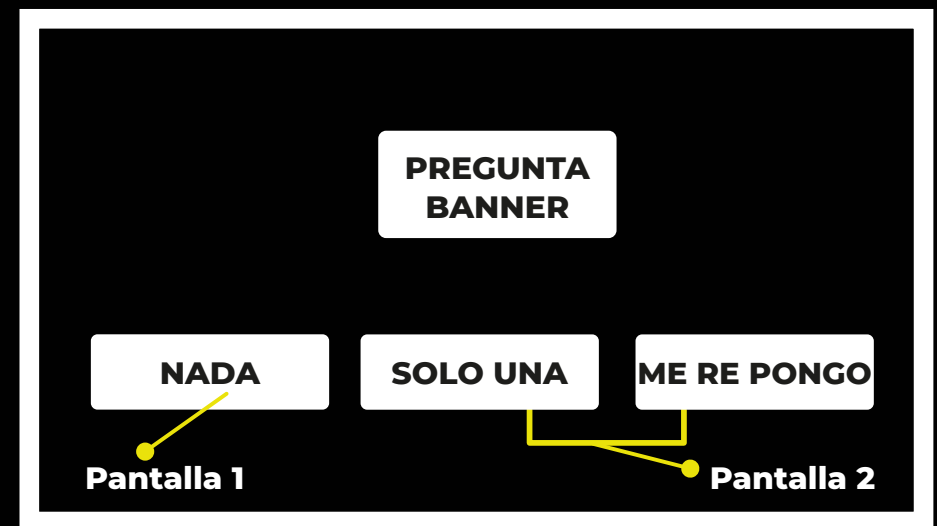 PREGUNTA
BANNER
NADA
SOLO UNA
ME RE PONGO
Pantalla 1
Pantalla 2